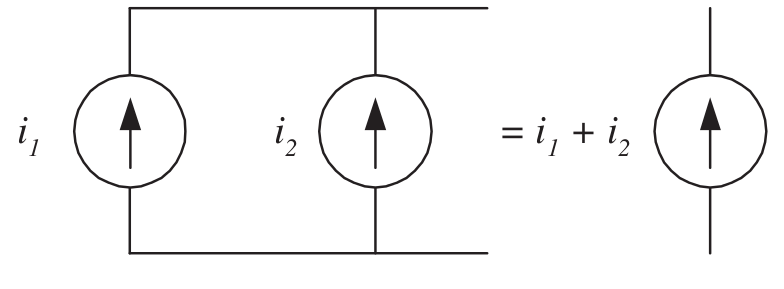 i₁ i₂ = i₁ + i₂